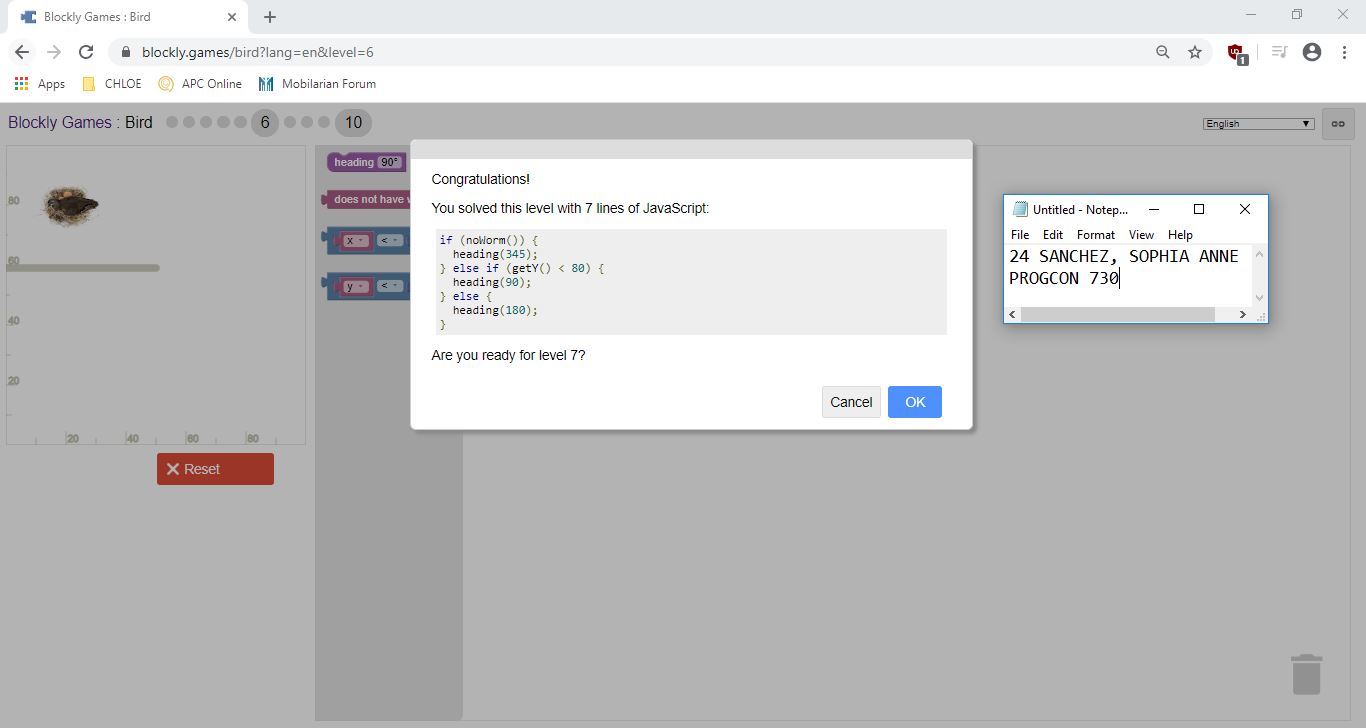 Blockly Games : Bird
blockly.games/bird?lang=en&level=6
1
Apps CHLOE APC Online Mobilarian Forum
Blockly Games : Bird 6 10
English
80
60
40
20
20 40 60 80
Reset
heading 90°
does not have
x <
y <
Congratulations!
You solved this level with 7 lines of JavaScript:
if (noWorm()) {
heading(345);
} else if (getY() < 80) {
heading(90);
} else {
heading(180);
}
Are you ready for level 7?
Cancel OK
Untitled - Notep...
File Edit Format View Help
24 SANCHEZ, SOPHIA ANNE
PROGCON 730